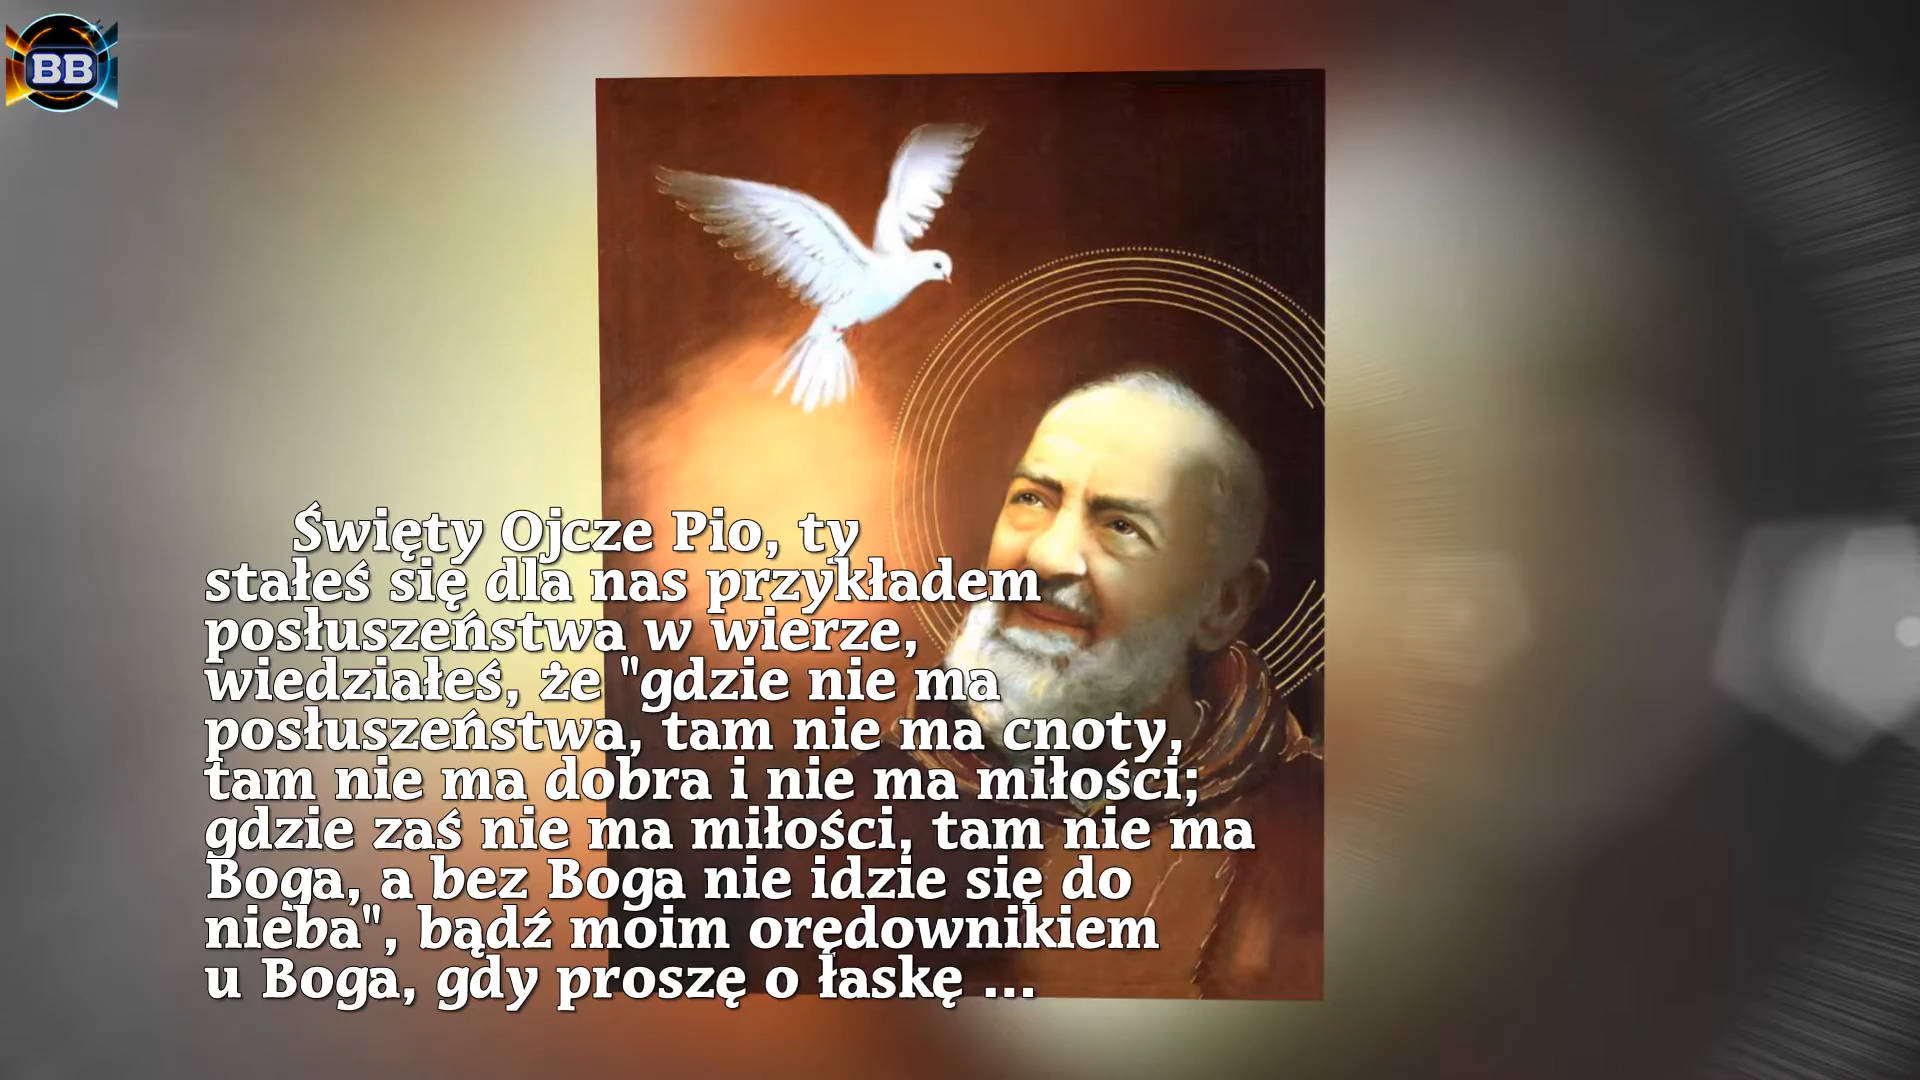 BB
Święty Ojcze Pio, ty
stałeś się dla nas przykładem
posłuszeństwa w wierze,
wiedziałeś, że "gdzie nie ma
posłuszeństwa, tam nie ma cnoty,
tam nie ma dobra i nie ma miłości;
gdzie zaś nie ma miłości, tam nie ma
Boga, a bez Boga nie idzie się do
nieba", bądź moim orędownikiem
u Boga, gdy proszę o łaskę ...